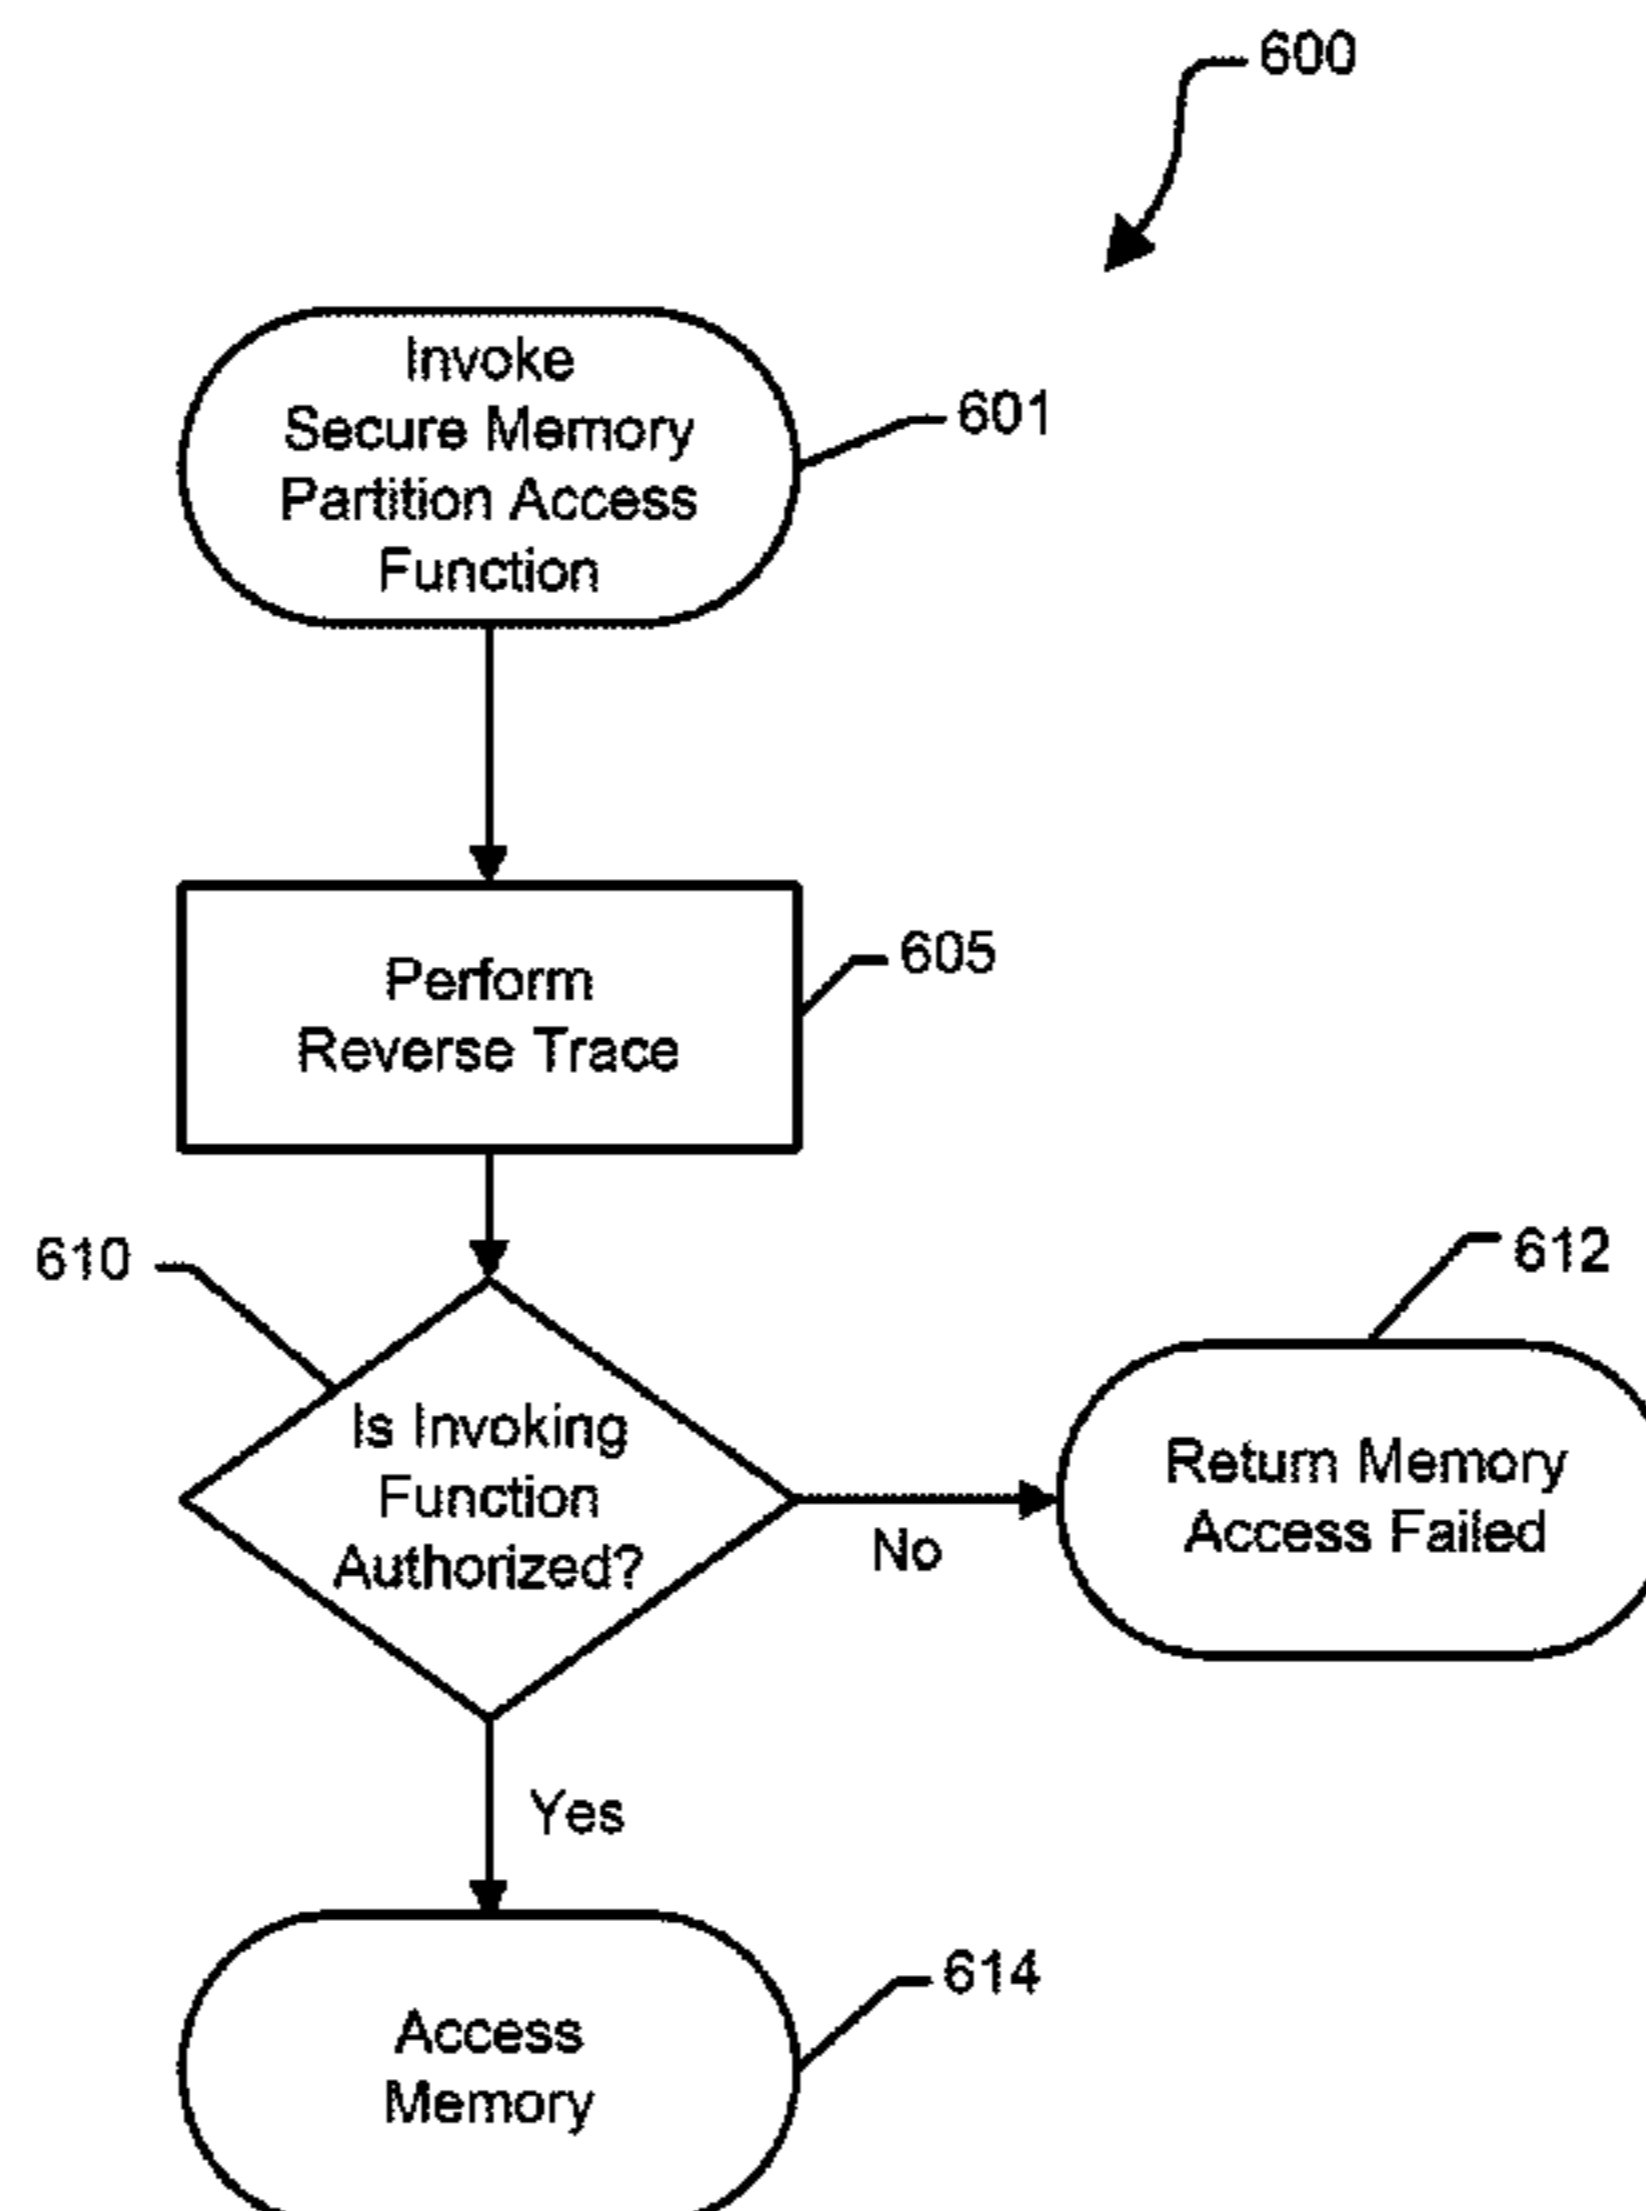 600
Invoke
Secure Memory
Partition Access
Function
601
Perform
Reverse Trace
605
610
Is Invoking
Function
Authorized?
No
612
Return Memory
Access Failed
Yes
Access
Memory
614